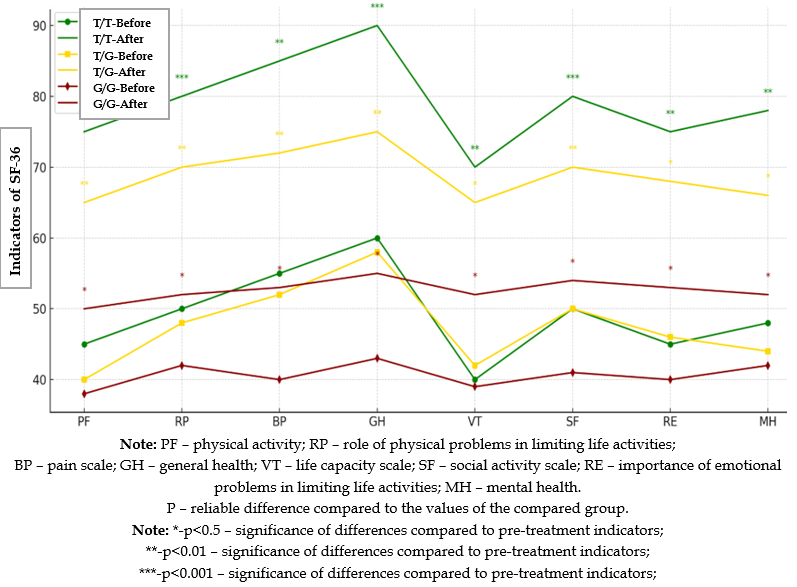 90
80
70
60
50
40
Indicators of SF-36
T/T-Before
T/T-After
T/G-Before
T/G-After
G/G-Before
G/G-After
***
**
***
***
**
***
**
**
**
**
**
**
*
**
*
*
*
*
*
*
*
*
*
*
PF RP BP GH VT SF RE MH
Note: PF – physical activity; RP – role of physical problems in limiting life activities;
BP – pain scale; GH – general health; VT – life capacity scale; SF – social activity scale; RE – importance of emotional
problems in limiting life activities; MH – mental health.
P – reliable difference compared to the values of the compared group.
Note: *-p<0.5 – significance of differences compared to pre-treatment indicators;
**-p<0.01 – significance of differences compared to pre-treatment indicators;
***-p<0.001 – significance of differences compared to pre-treatment indicators;